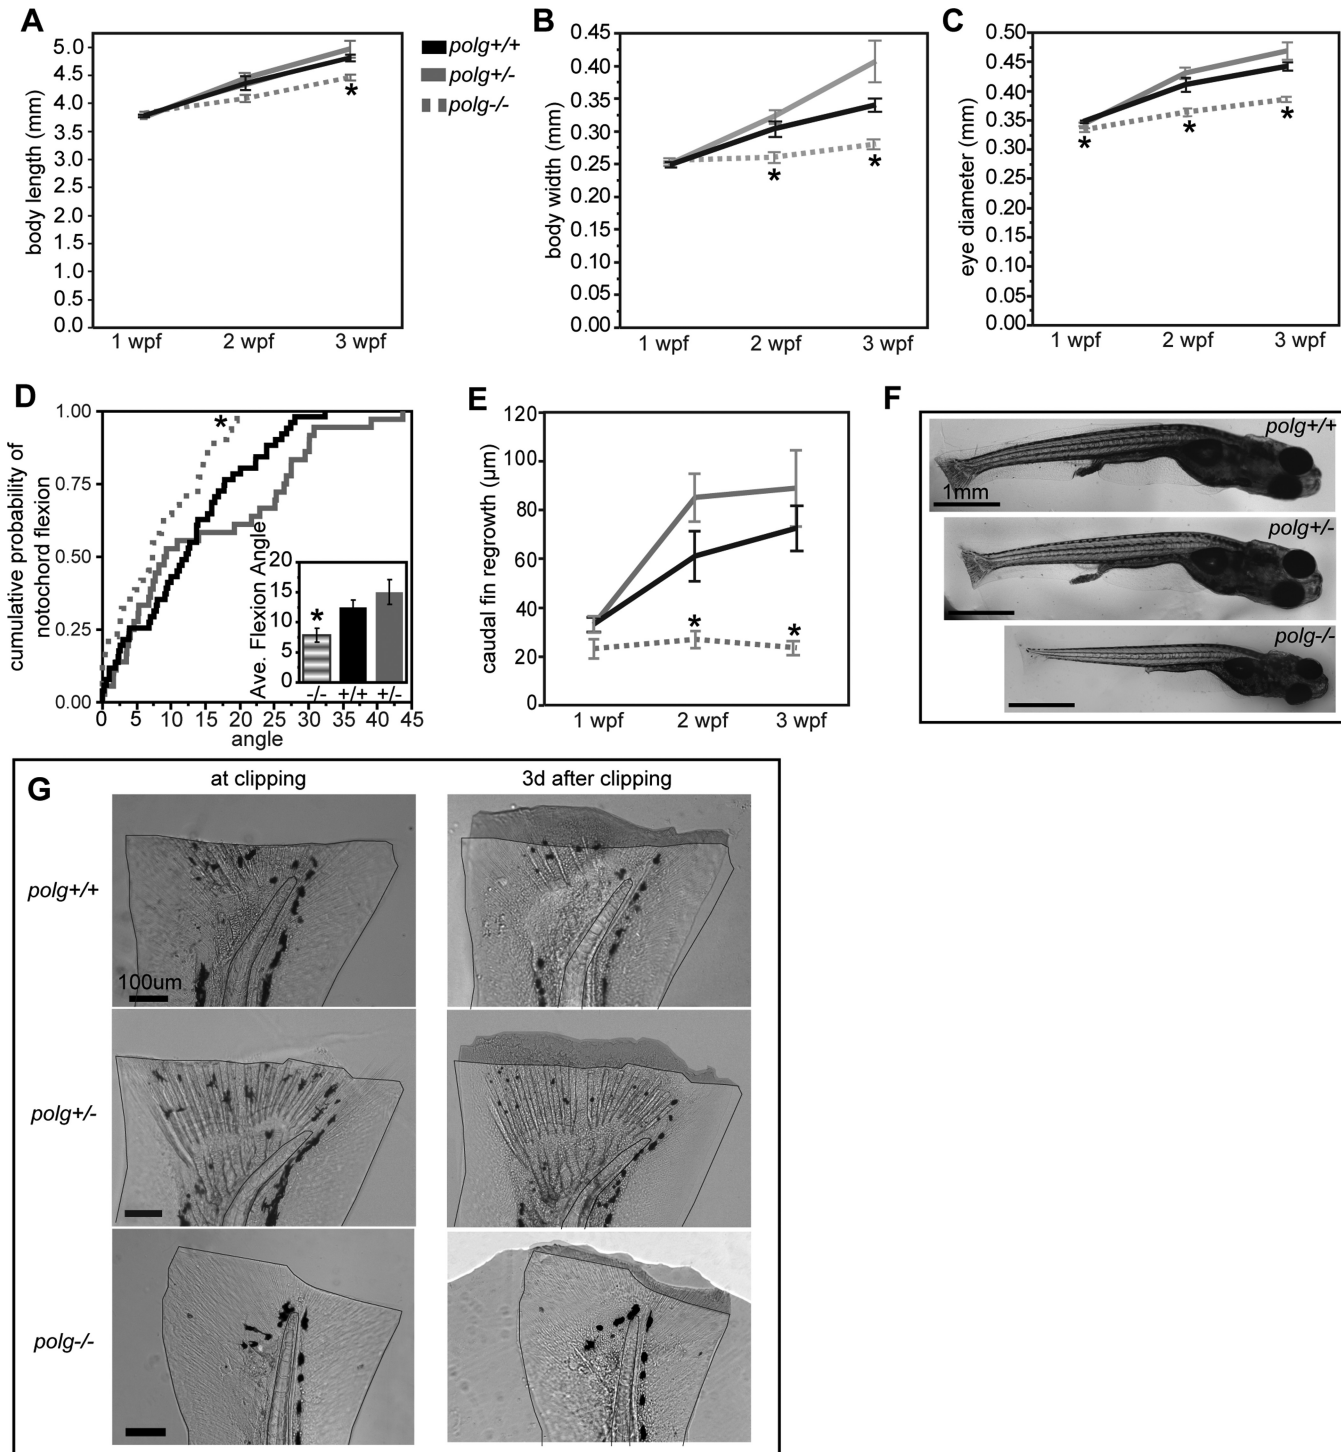 A
body length (mm)
5.0
4.5
4.0
3.5
3.0
2.5
2.0
1.5
1.0
0.5
0.0
1 wpf 2 wpf 3 wpf
*
polg+/+
polg+/-
polg-/-
B
body width (mm)
0.45
0.40
0.35
0.30
0.25
0.20
0.15
0.10
0.05
0.00
1 wpf 2 wpf 3 wpf
* *
C
eye diameter (mm)
0.50
0.45
0.40
0.35
0.30
0.25
0.20
0.15
0.10
0.05
0.00
1 wpf 2 wpf 3 wpf
* * *
D
cumulative probability of
notochord flexion
1.00
0.75
0.50
0.25
0.00
0 5 10 15 20 25 30 35 40 45
angle
*
Ave. Flexion Angle
20
15
10
5
0
*
-/- +/+ +/-
E
caudal fin regrowth (µm)
120
100
80
60
40
20
0
1 wpf 2 wpf 3 wpf
* *
F
polg+/+
1mm
polg+/-
polg-/-
G
at clipping 3d after clipping
polg+/+
100um
polg+/-
polg-/-